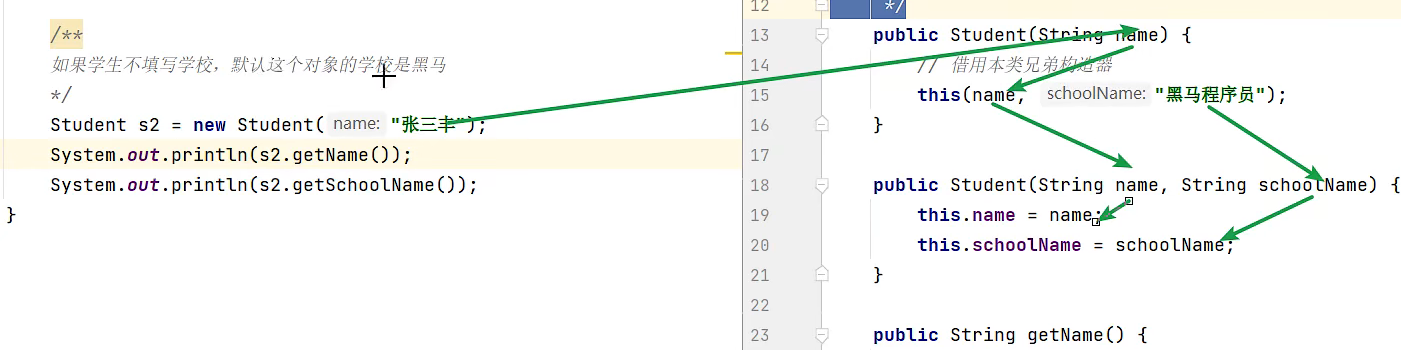 /**
如果学生不填写学校，默认这个对象的学校是黑马
*/
Student s2 = new Student( name: "张三丰");
System.out.println(s2.getName());
System.out.println(s2.getSchoolName());
}
12 */
13 public Student(String name) {
14 // 借用本类兄弟构造器
15 this(name, schoolName: "黑马程序员");
16 }
17
18 public Student(String name, String schoolName) {
19 this.name = name;
20 this.schoolName = schoolName;
21 }
22
23 public String getName() {